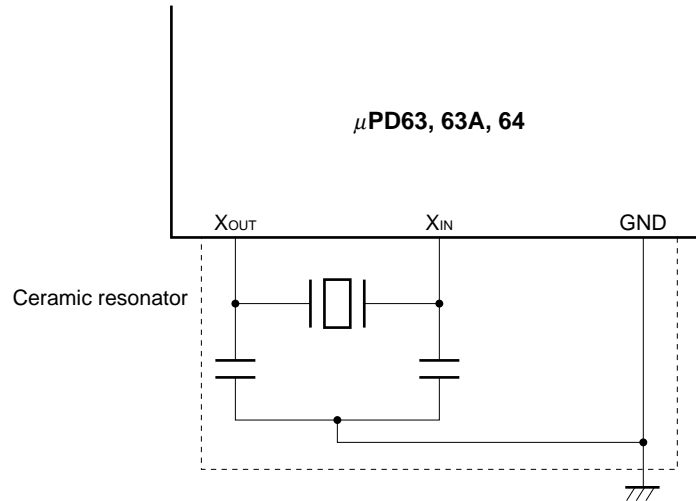 μPD63, 63A, 64
XOUT XIN GND
Ceramic resonator